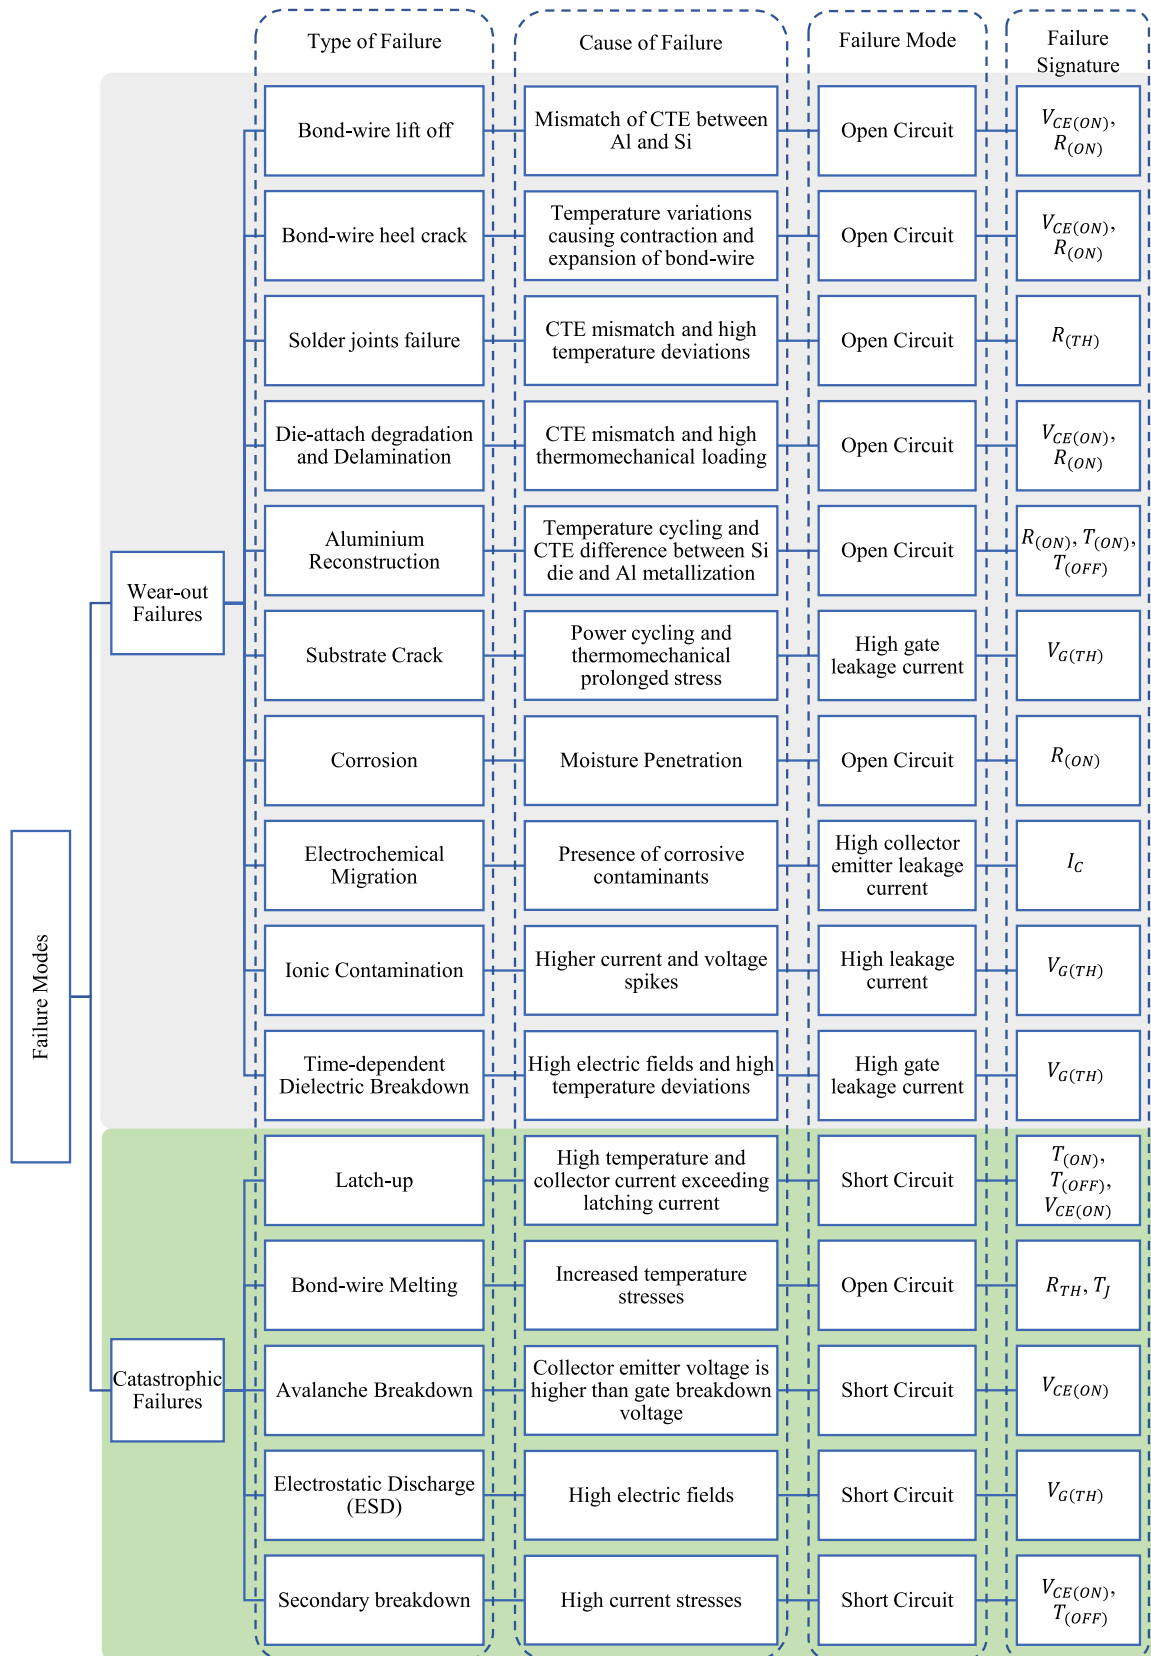 Type of Failure
Cause of Failure
Failure Mode
Failure
Signature
Failure Modes
Wear-out
Failures
Bond-wire lift off
Mismatch of CTE between
Al and Si
Open Circuit
V_CE(ON),
R_(ON)
Bond-wire heel crack
Temperature variations
causing contraction and
expansion of bond-wire
Open Circuit
V_CE(ON),
R_(ON)
Solder joints failure
CTE mismatch and high
temperature deviations
Open Circuit
R_(TH)
Die-attach degradation
and Delamination
CTE mismatch and high
thermomechanical loading
Open Circuit
V_CE(ON),
R_(ON)
Aluminium
Reconstruction
Temperature cycling and
CTE difference between Si
die and Al metallization
Open Circuit
R_(ON), T_(ON),
T_(OFF)
Substrate Crack
Power cycling and
thermomechanical
prolonged stress
High gate
leakage current
V_G(TH)
Corrosion
Moisture Penetration
Open Circuit
R_(ON)
Electrochemical
Migration
Presence of corrosive
contaminants
High collector
emitter leakage
current
I_C
Ionic Contamination
Higher current and voltage
spikes
High leakage
current
V_G(TH)
Time-dependent
Dielectric Breakdown
High electric fields and high
temperature deviations
High gate
leakage current
V_G(TH)
Catastrophic
Failures
Latch-up
High temperature and
collector current exceeding
latching current
Short Circuit
T_(ON),
T_(OFF),
V_CE(ON)
Bond-wire Melting
Increased temperature
stresses
Open Circuit
R_TH, T_J
Avalanche Breakdown
Collector emitter voltage is
higher than gate breakdown
voltage
Short Circuit
V_CE(ON)
Electrostatic Discharge
(ESD)
High electric fields
Short Circuit
V_G(TH)
Secondary breakdown
High current stresses
Short Circuit
V_CE(ON),
T_(OFF)